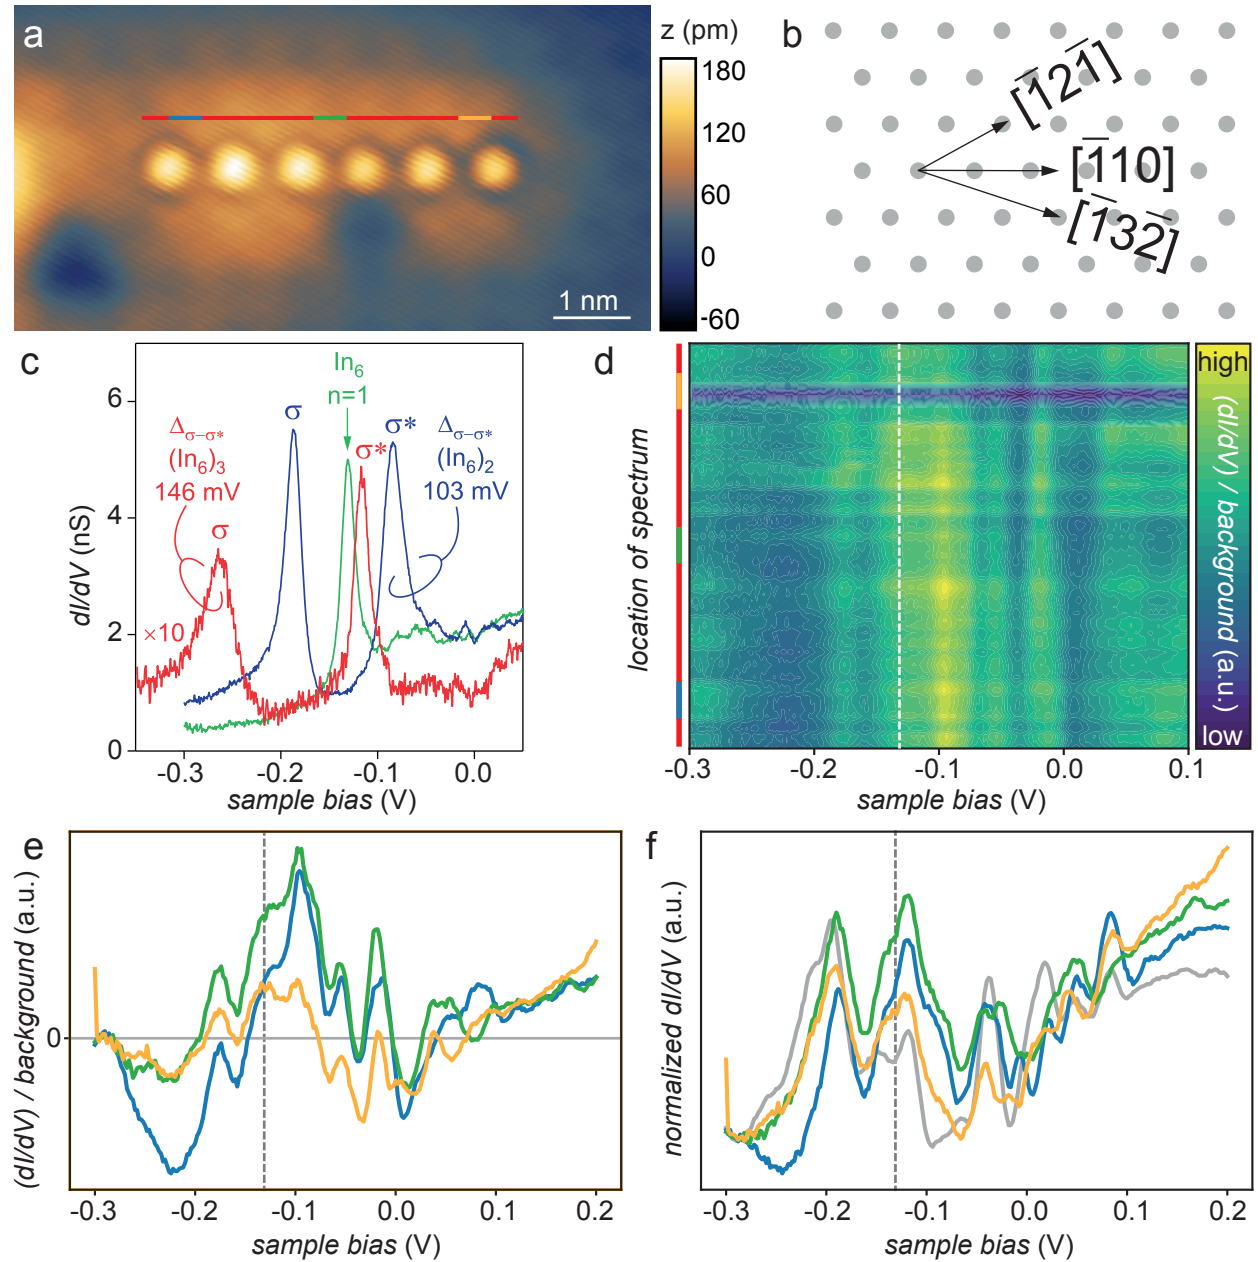 a
z (pm)
180
120
60
0
-60
1 nm
b
[1̅21̅]
[1̅10]
[1̅32̅]
c
In₆
n=1
σ
σ*
σ*
Δσ−σ*
(In₆)₃
146 mV
Δσ−σ*
(In₆)₂
103 mV
σ
×10
6
4
2
0
dI/dV (nS)
-0.3
-0.2
-0.1
0.0
sample bias (V)
d
location of spectrum
-0.3
-0.2
-0.1
0.0
0.1
sample bias (V)
high
(dI/dV) / background (a.u.)
low
e
(dI/dV) / background (a.u.)
0
-0.3
-0.2
-0.1
0.0
0.1
0.2
sample bias (V)
f
normalized dI/dV (a.u.)
-0.3
-0.2
-0.1
0.0
0.1
0.2
sample bias (V)